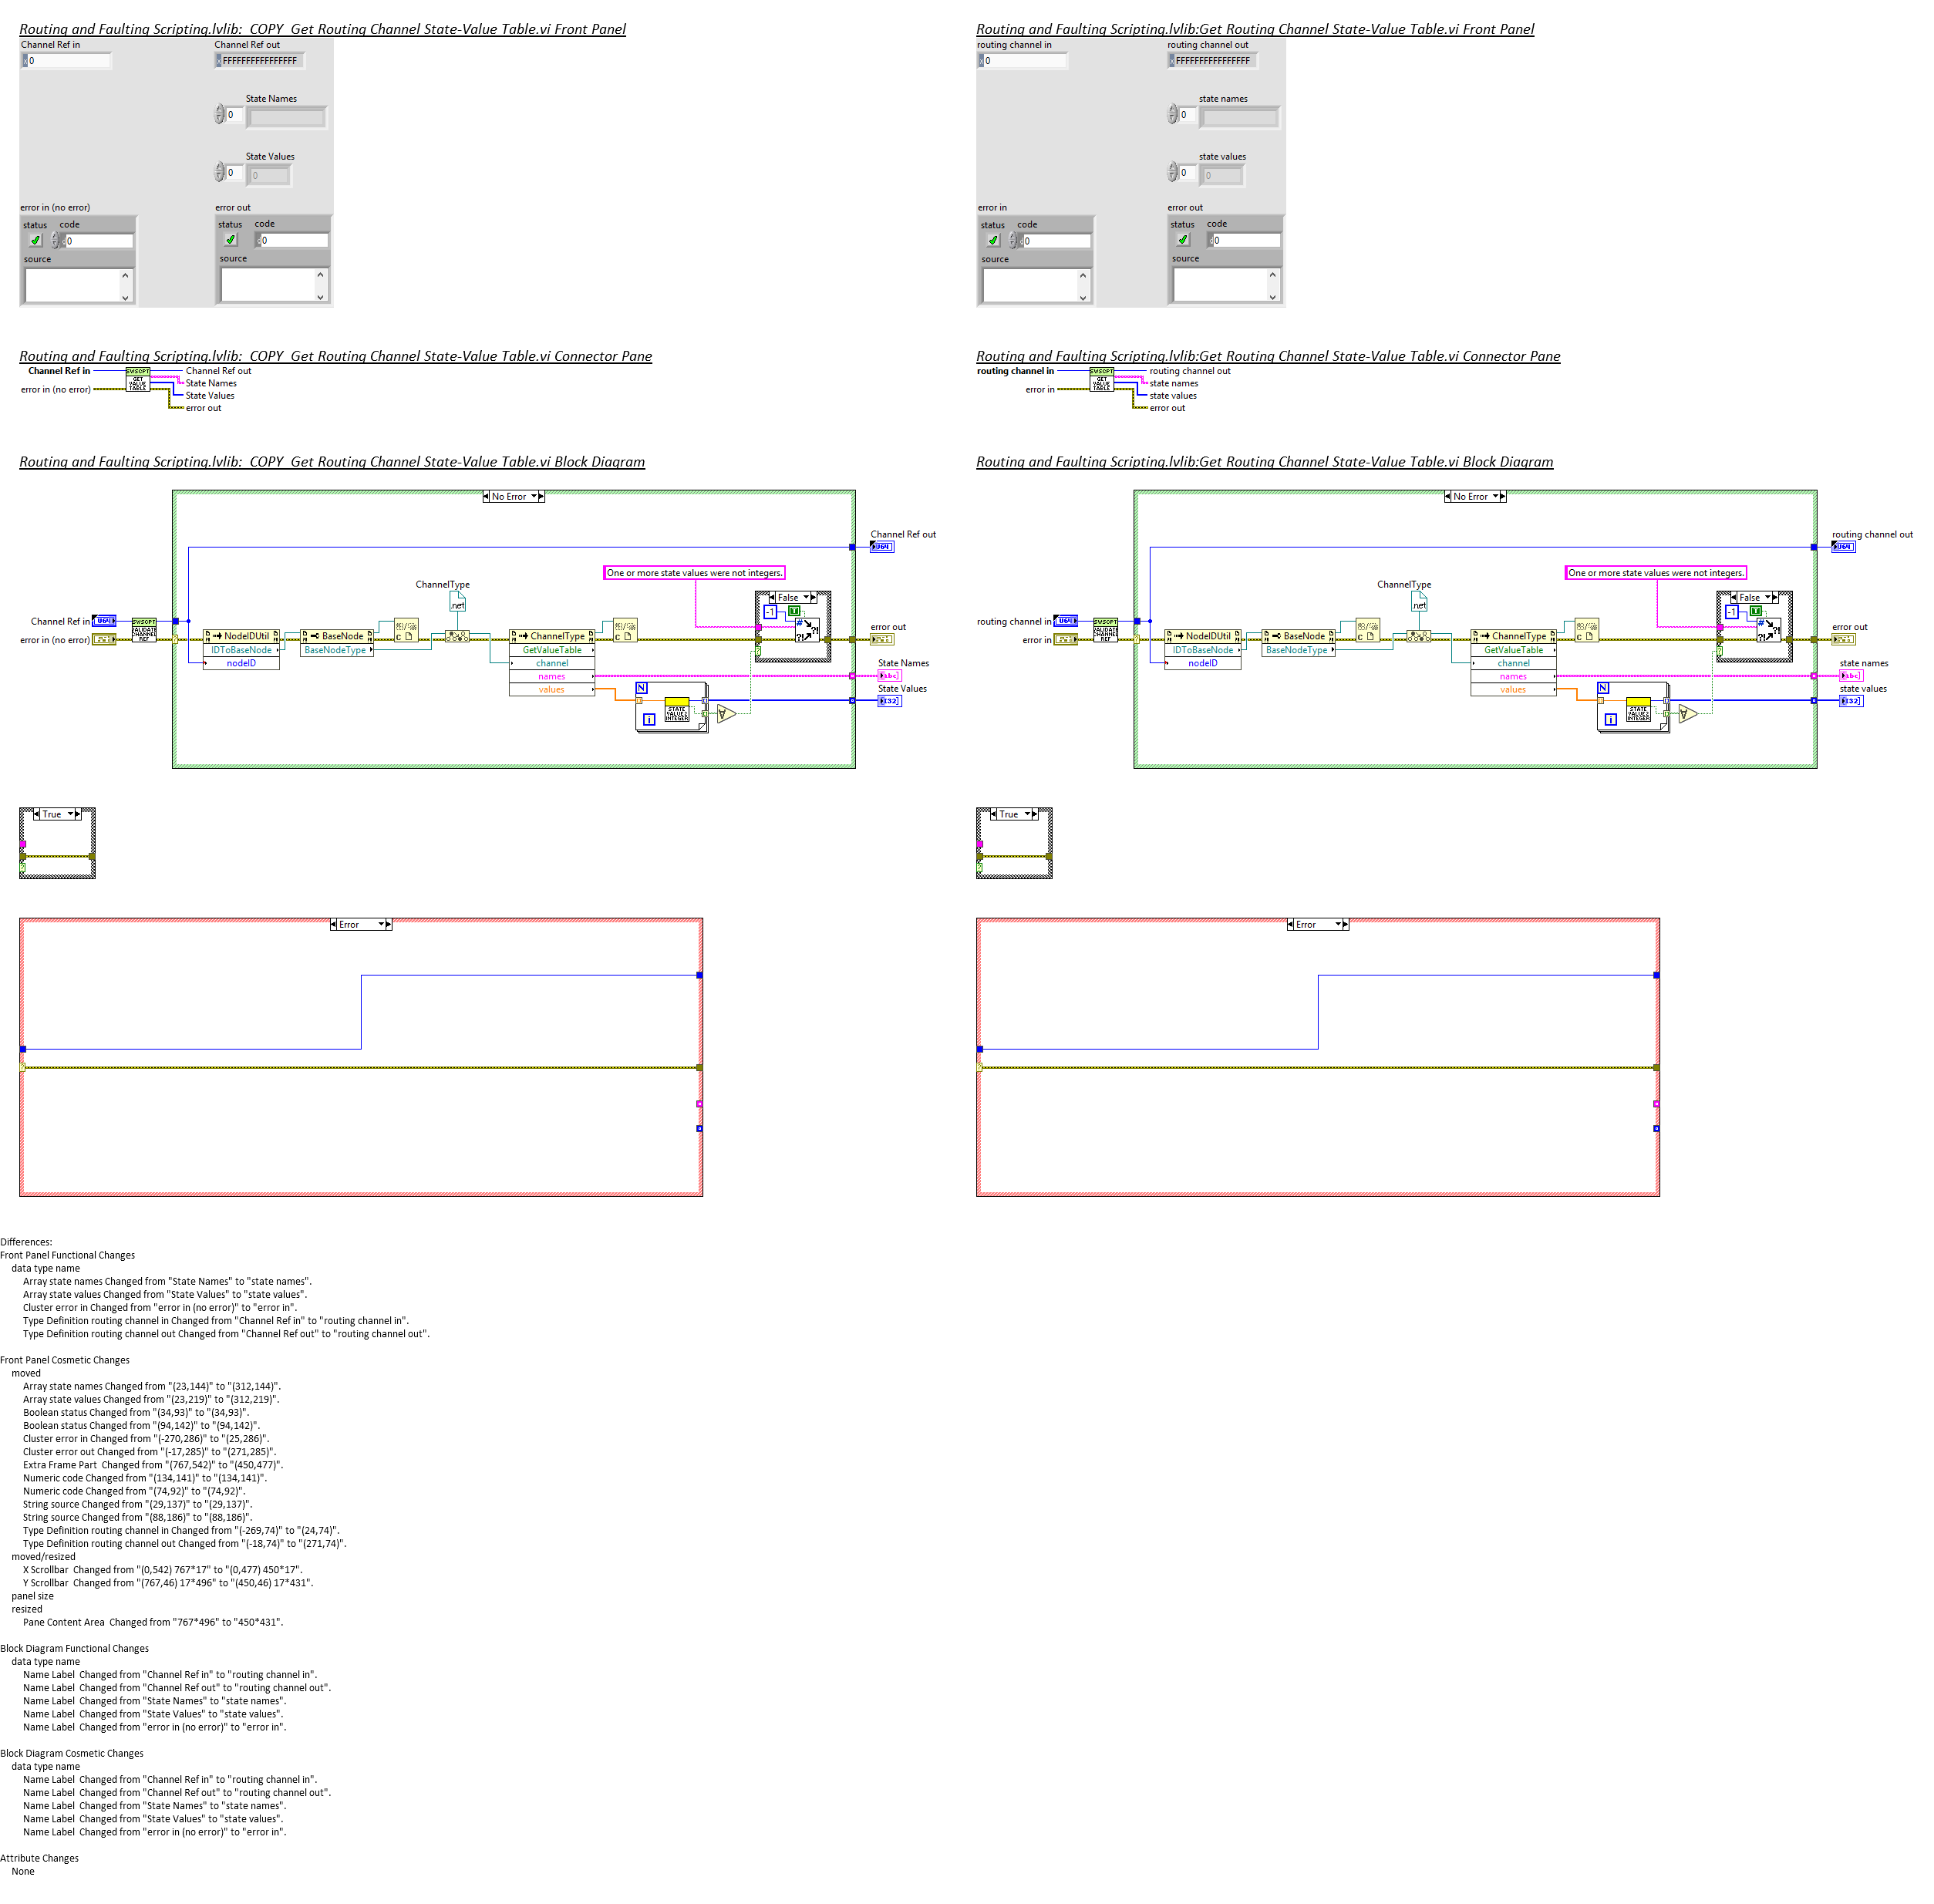 Routing and Faulting Scripting.lvlib:_COPY_Get Routing Channel State-Value Table.vi Front Panel
Channel Ref in
Channel Ref out
x 0
x FFFFFFFFFFFFFFFF
State Names
0
State Values
0
0
error in (no error)
error out
status code
status code
0
0
source
source
Routing and Faulting Scripting.lvlib:Get Routing Channel State-Value Table.vi Front Panel
routing channel in
routing channel out
x 0
x FFFFFFFFFFFFFFFF
state names
0
state values
0
0
error in
error out
status code
status code
0
0
source
source
Routing and Faulting Scripting.lvlib:_COPY_Get Routing Channel State-Value Table.vi Connector Pane
Channel Ref in
error in (no error)
SWSCPT
GET
VALUE
TABLE
Channel Ref out
State Names
State Values
error out
Routing and Faulting Scripting.lvlib:Get Routing Channel State-Value Table.vi Connector Pane
routing channel in
error in
SWSCPT
GET
VALUE
TABLE
routing channel out
state names
state values
error out
Routing and Faulting Scripting.lvlib:_COPY_Get Routing Channel State-Value Table.vi Block Diagram
No Error
Channel Ref out
U64
One or more state values were not integers.
ChannelType
.net
False
-1
T
Channel Ref in
U64
error in (no error)
SWSCPT
VALIDATE
CHANNEL
REF
NodeIDUtil
IDToBaseNode
nodeID
BaseNode
BaseNodeType
ChannelType
GetValueTable
channel
names
values
error out
State Names
abc
State Values
I32
N
i
STATE
VALUE>
INTEGER
Routing and Faulting Scripting.lvlib:Get Routing Channel State-Value Table.vi Block Diagram
No Error
routing channel out
U64
One or more state values were not integers.
ChannelType
.net
False
-1
T
routing channel in
U64
error in
SWSCPT
VALIDATE
CHANNEL
REF
NodeIDUtil
IDToBaseNode
nodeID
BaseNode
BaseNodeType
ChannelType
GetValueTable
channel
names
values
error out
state names
abc
state values
I32
N
i
STATE
VALUE>
INTEGER
True
True
Error
Error
Differences:
Front Panel Functional Changes
data type name
Array state names Changed from "State Names" to "state names".
Array state values Changed from "State Values" to "state values".
Cluster error in Changed from "error in (no error)" to "error in".
Type Definition routing channel in Changed from "Channel Ref in" to "routing channel in".
Type Definition routing channel out Changed from "Channel Ref out" to "routing channel out".
Front Panel Cosmetic Changes
moved
Array state names Changed from "(23,144)" to "(312,144)".
Array state values Changed from "(23,219)" to "(312,219)".
Boolean status Changed from "(34,93)" to "(34,93)".
Boolean status Changed from "(94,142)" to "(94,142)".
Cluster error in Changed from "(-270,286)" to "(25,286)".
Cluster error out Changed from "(-17,285)" to "(271,285)".
Extra Frame Part  Changed from "(767,542)" to "(450,477)".
Numeric code Changed from "(134,141)" to "(134,141)".
Numeric code Changed from "(74,92)" to "(74,92)".
String source Changed from "(29,137)" to "(29,137)".
String source Changed from "(88,186)" to "(88,186)".
Type Definition routing channel in Changed from "(-269,74)" to "(24,74)".
Type Definition routing channel out Changed from "(-18,74)" to "(271,74)".
moved/resized
X Scrollbar  Changed from "(0,542) 767*17" to "(0,477) 450*17".
Y Scrollbar  Changed from "(767,46) 17*496" to "(450,46) 17*431".
panel size
resized
Pane Content Area  Changed from "767*496" to "450*431".
Block Diagram Functional Changes
data type name
Name Label  Changed from "Channel Ref in" to "routing channel in".
Name Label  Changed from "Channel Ref out" to "routing channel out".
Name Label  Changed from "State Names" to "state names".
Name Label  Changed from "State Values" to "state values".
Name Label  Changed from "error in (no error)" to "error in".
Block Diagram Cosmetic Changes
data type name
Name Label  Changed from "Channel Ref in" to "routing channel in".
Name Label  Changed from "Channel Ref out" to "routing channel out".
Name Label  Changed from "State Names" to "state names".
Name Label  Changed from "State Values" to "state values".
Name Label  Changed from "error in (no error)" to "error in".
Attribute Changes
None